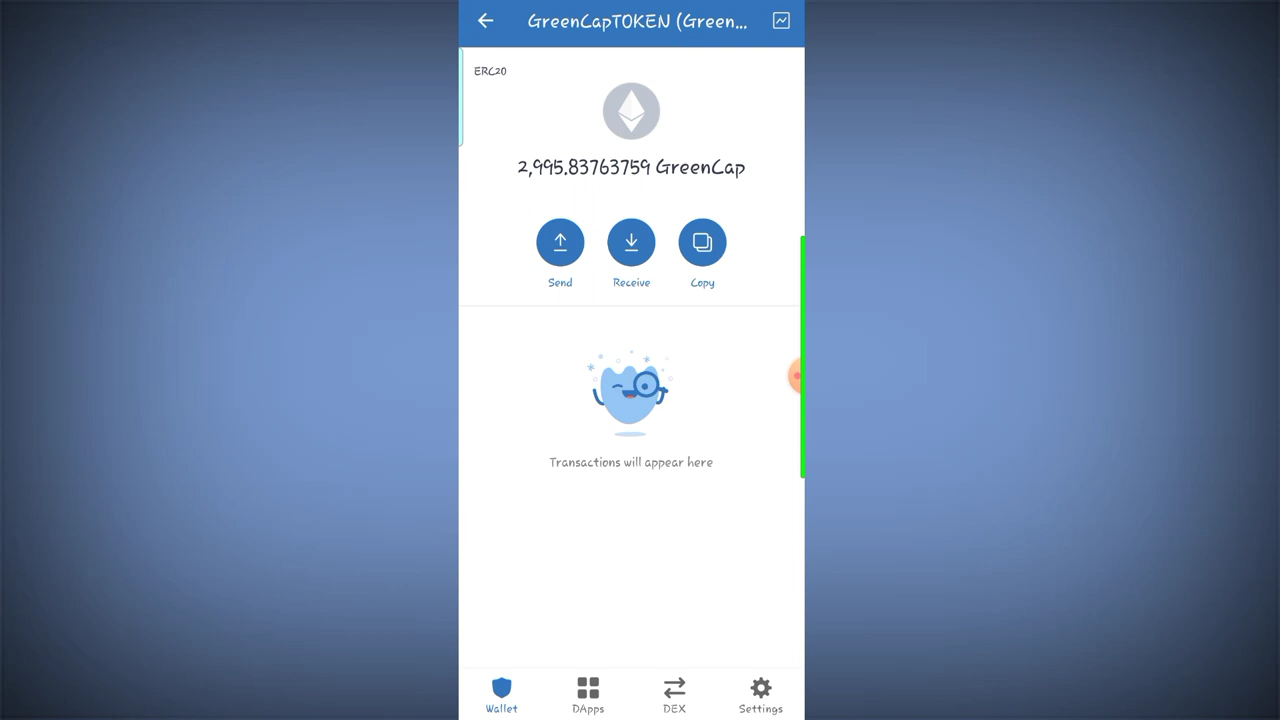 GreenCapTOKEN (Green...
ERC20
2,995.83763759 GreenCap
Send
Receive
Copy
Transactions will appear here
Wallet
DApps
DEX
Settings